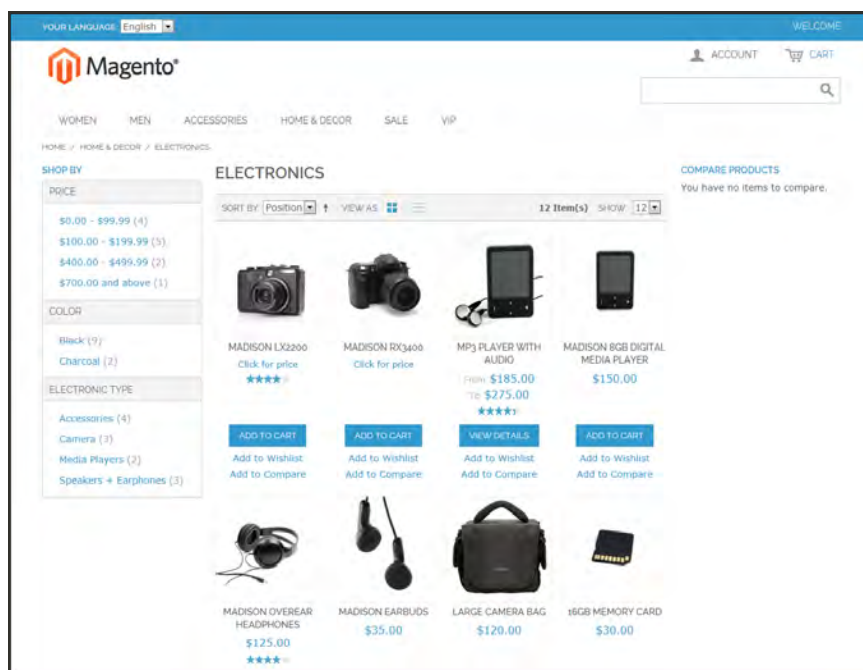 YOUR LANGUAGE English
WELCOME
Magento®
ACCOUNT
CART
WOMEN MEN ACCESSORIES HOME & DECOR SALE VIP
HOME / HOME & DECOR / ELECTRONICS
SHOP BY
PRICE
$0.00 - $99.99 (4)
$100.00 - $199.99 (5)
$400.00 - $499.99 (2)
$700.00 and above (1)
COLOR
Black (9)
Charcoal (2)
ELECTRONIC TYPE
Accessories (4)
Camera (3)
Media Players (2)
Speakers + Earphones (3)
ELECTRONICS
SORT BY Position VIEW AS 12 Item(s) SHOW 12
MADISON LX2200
Click for price
ADD TO CART
Add to Wishlist
Add to Compare
MADISON RX3400
Click for price
ADD TO CART
Add to Wishlist
Add to Compare
MP3 PLAYER WITH
AUDIO
From $185.00
To $275.00
VIEW DETAILS
Add to Wishlist
Add to Compare
MADISON 8GB DIGITAL
MEDIA PLAYER
$150.00
ADD TO CART
Add to Wishlist
Add to Compare
MADISON OVEREAR
HEADPHONES
$125.00
MADISON EARBUDS
$35.00
LARGE CAMERA BAG
$120.00
16GB MEMORY CARD
$30.00
COMPARE PRODUCTS
You have no items to compare.